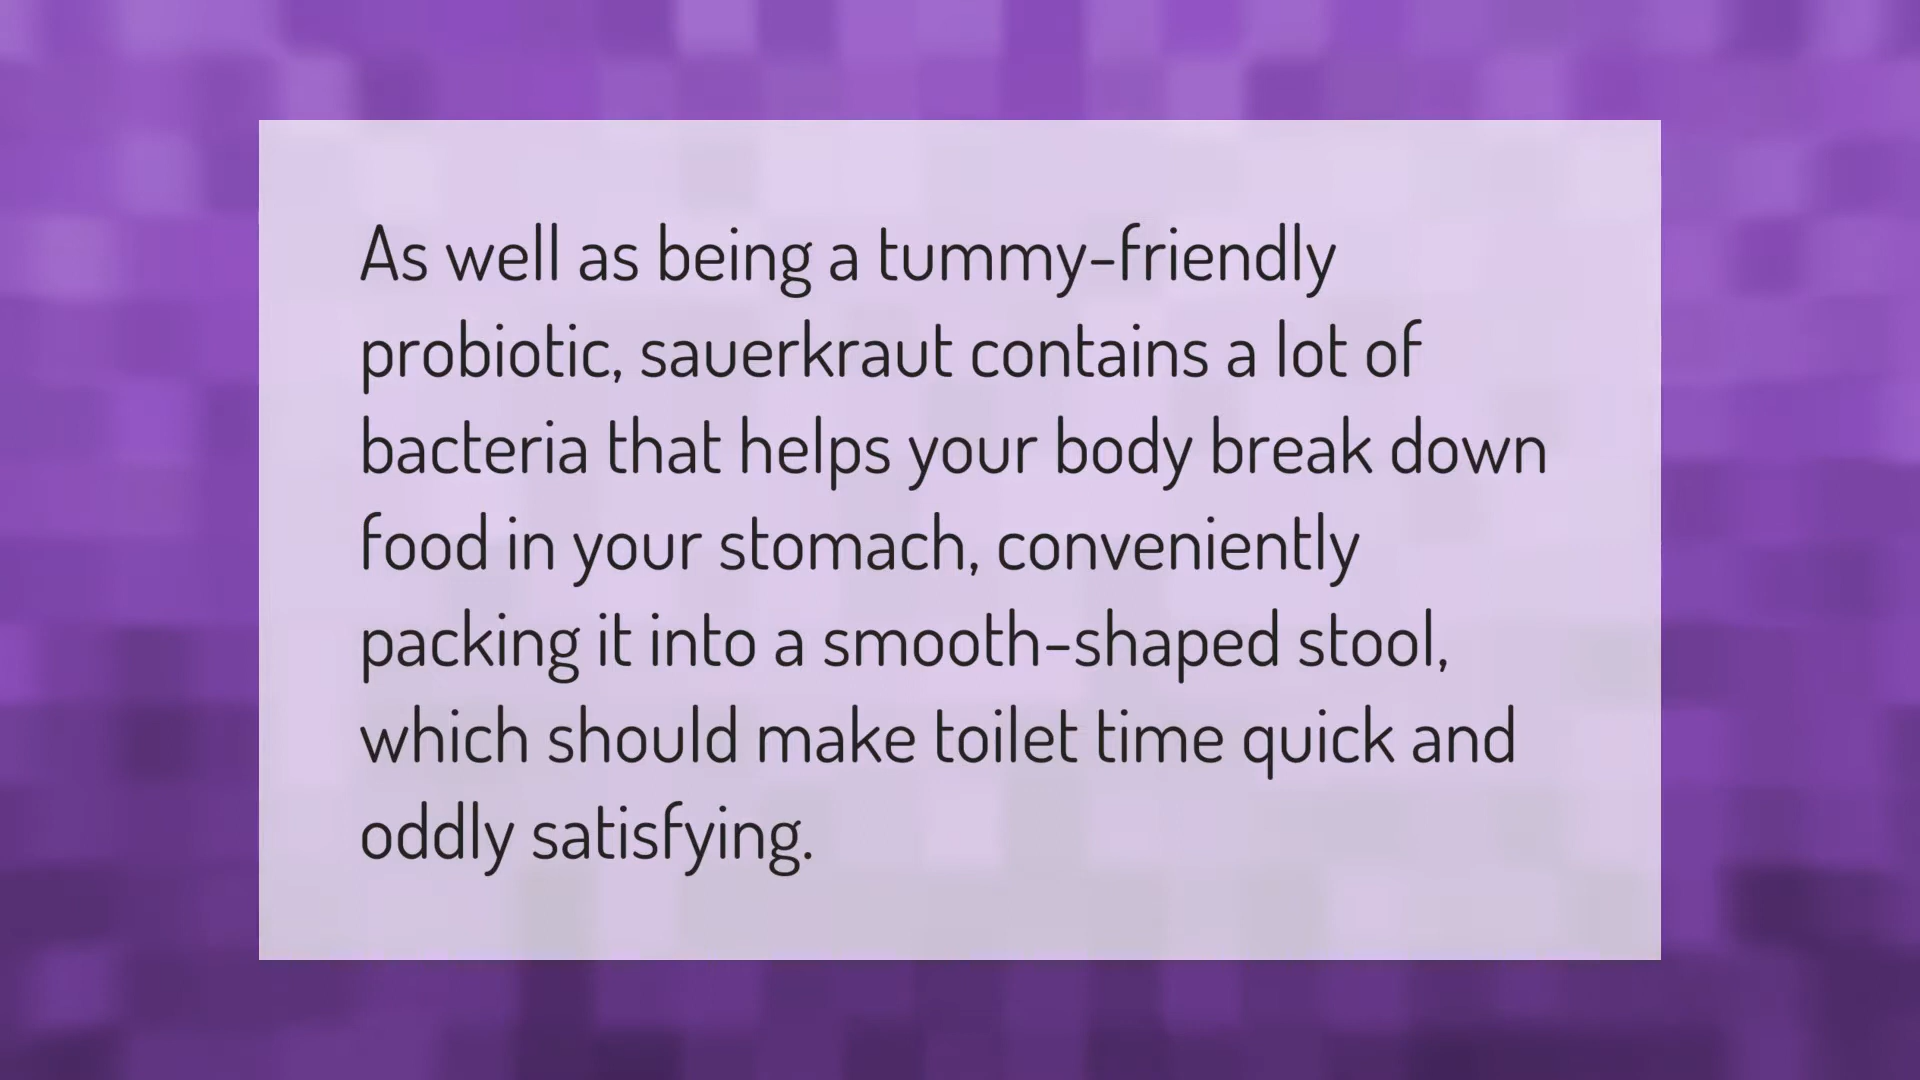 As well as being a tummy-friendly
probiotic, sauerkraut contains a lot of
bacteria that helps your body break down
food in your stomach, conveniently
packing it into a smooth-shaped stool,
which should make toilet time quick and
oddly satisfying.